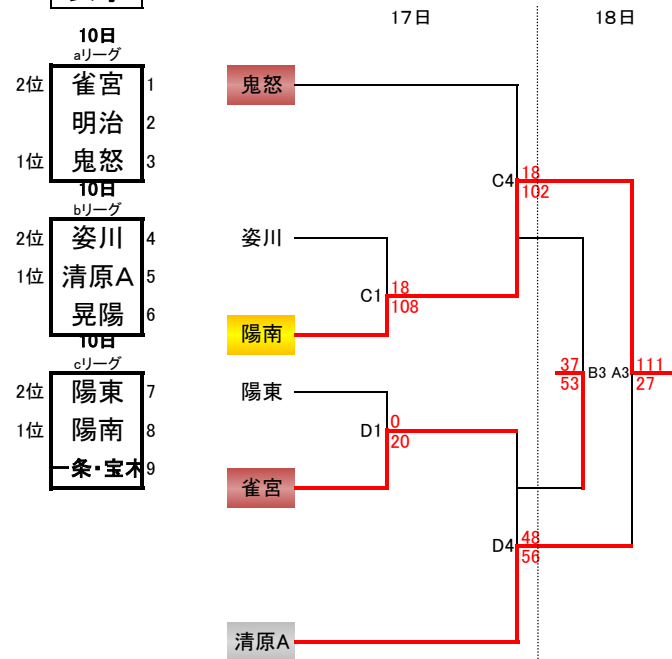 17日
18日
10日
aリーグ
2位 雀宮 1
明治 2
1位 鬼怒 3
10日
bリーグ
2位 姿川 4
1位 清原A 5
晃陽 6
10日
cリーグ
2位 陽東 7
1位 陽南 8
一条・宝木 9
鬼怒
C4
18
102
姿川
C1
18
108
陽南
37
53
B3
A3
111
27
陽東
D1
0
20
雀宮
D4
48
56
清原A